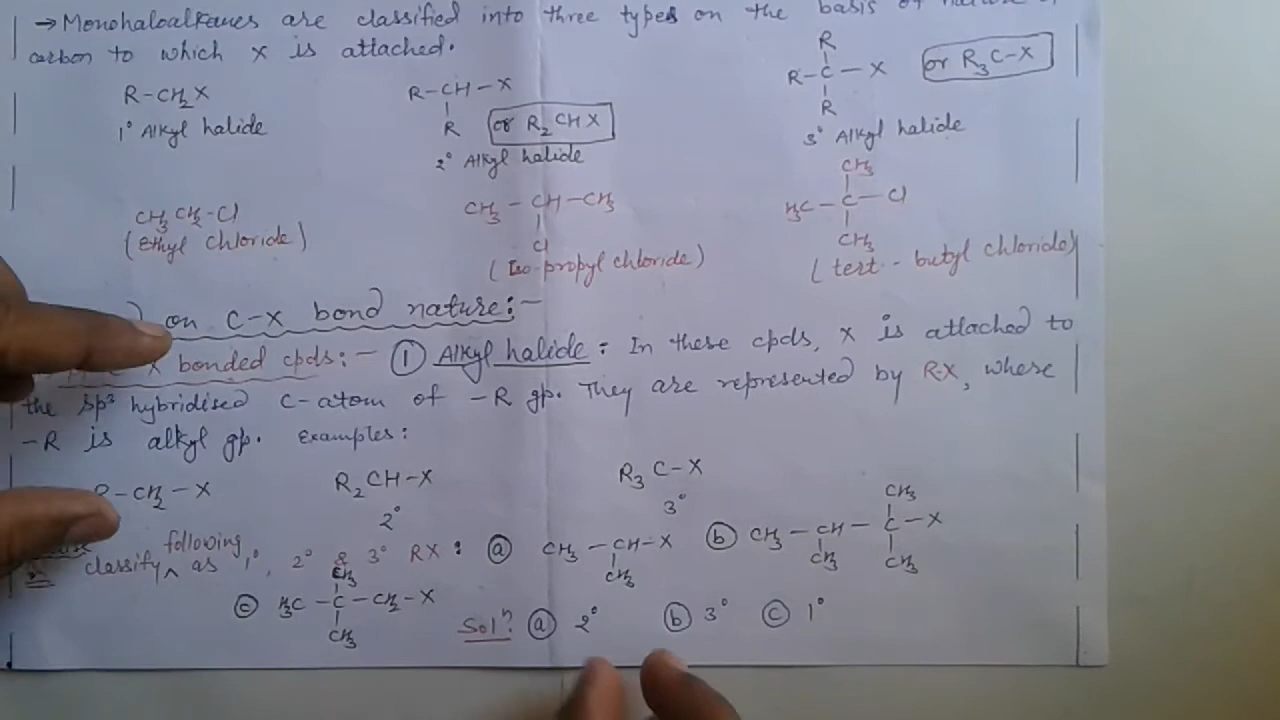 → Monohaloalkanes are classified into three types on the basis of nature of
carbon to which X is attached.
R-CH2X
1° Alkyl halide
R-CH-X
R
or R2CHX
2° Alkyl halide
R
R-C-X
R
or R3C-X
3° Alkyl halide
CH3CH2-Cl
(Ethyl chloride)
CH3-CH-CH3
Cl
(Iso-propyl chloride)
CH3
H3C-C-Cl
CH3
(tert-butyl chloride)
on C-X bond nature:-
X bonded cpds:- ① Alkyl halide: In these cpds, X is attached to
the sp3 hybridised C-atom of -R gp. They are represented by RX, where
-R is alkyl gp. Examples:
R-CH2-X
R2CH-X
2°
R3C-X
3°
classify following as 1°, 2° & 3° RX: ⓐ CH3-CH-X
CH3
ⓑ CH3-CH-C-X
CH3
CH3
CH3
ⓒ H3C-C-CH2-X
CH3
CH3
Solⁿ: ⓐ 2° ⓑ 3° ⓒ 1°